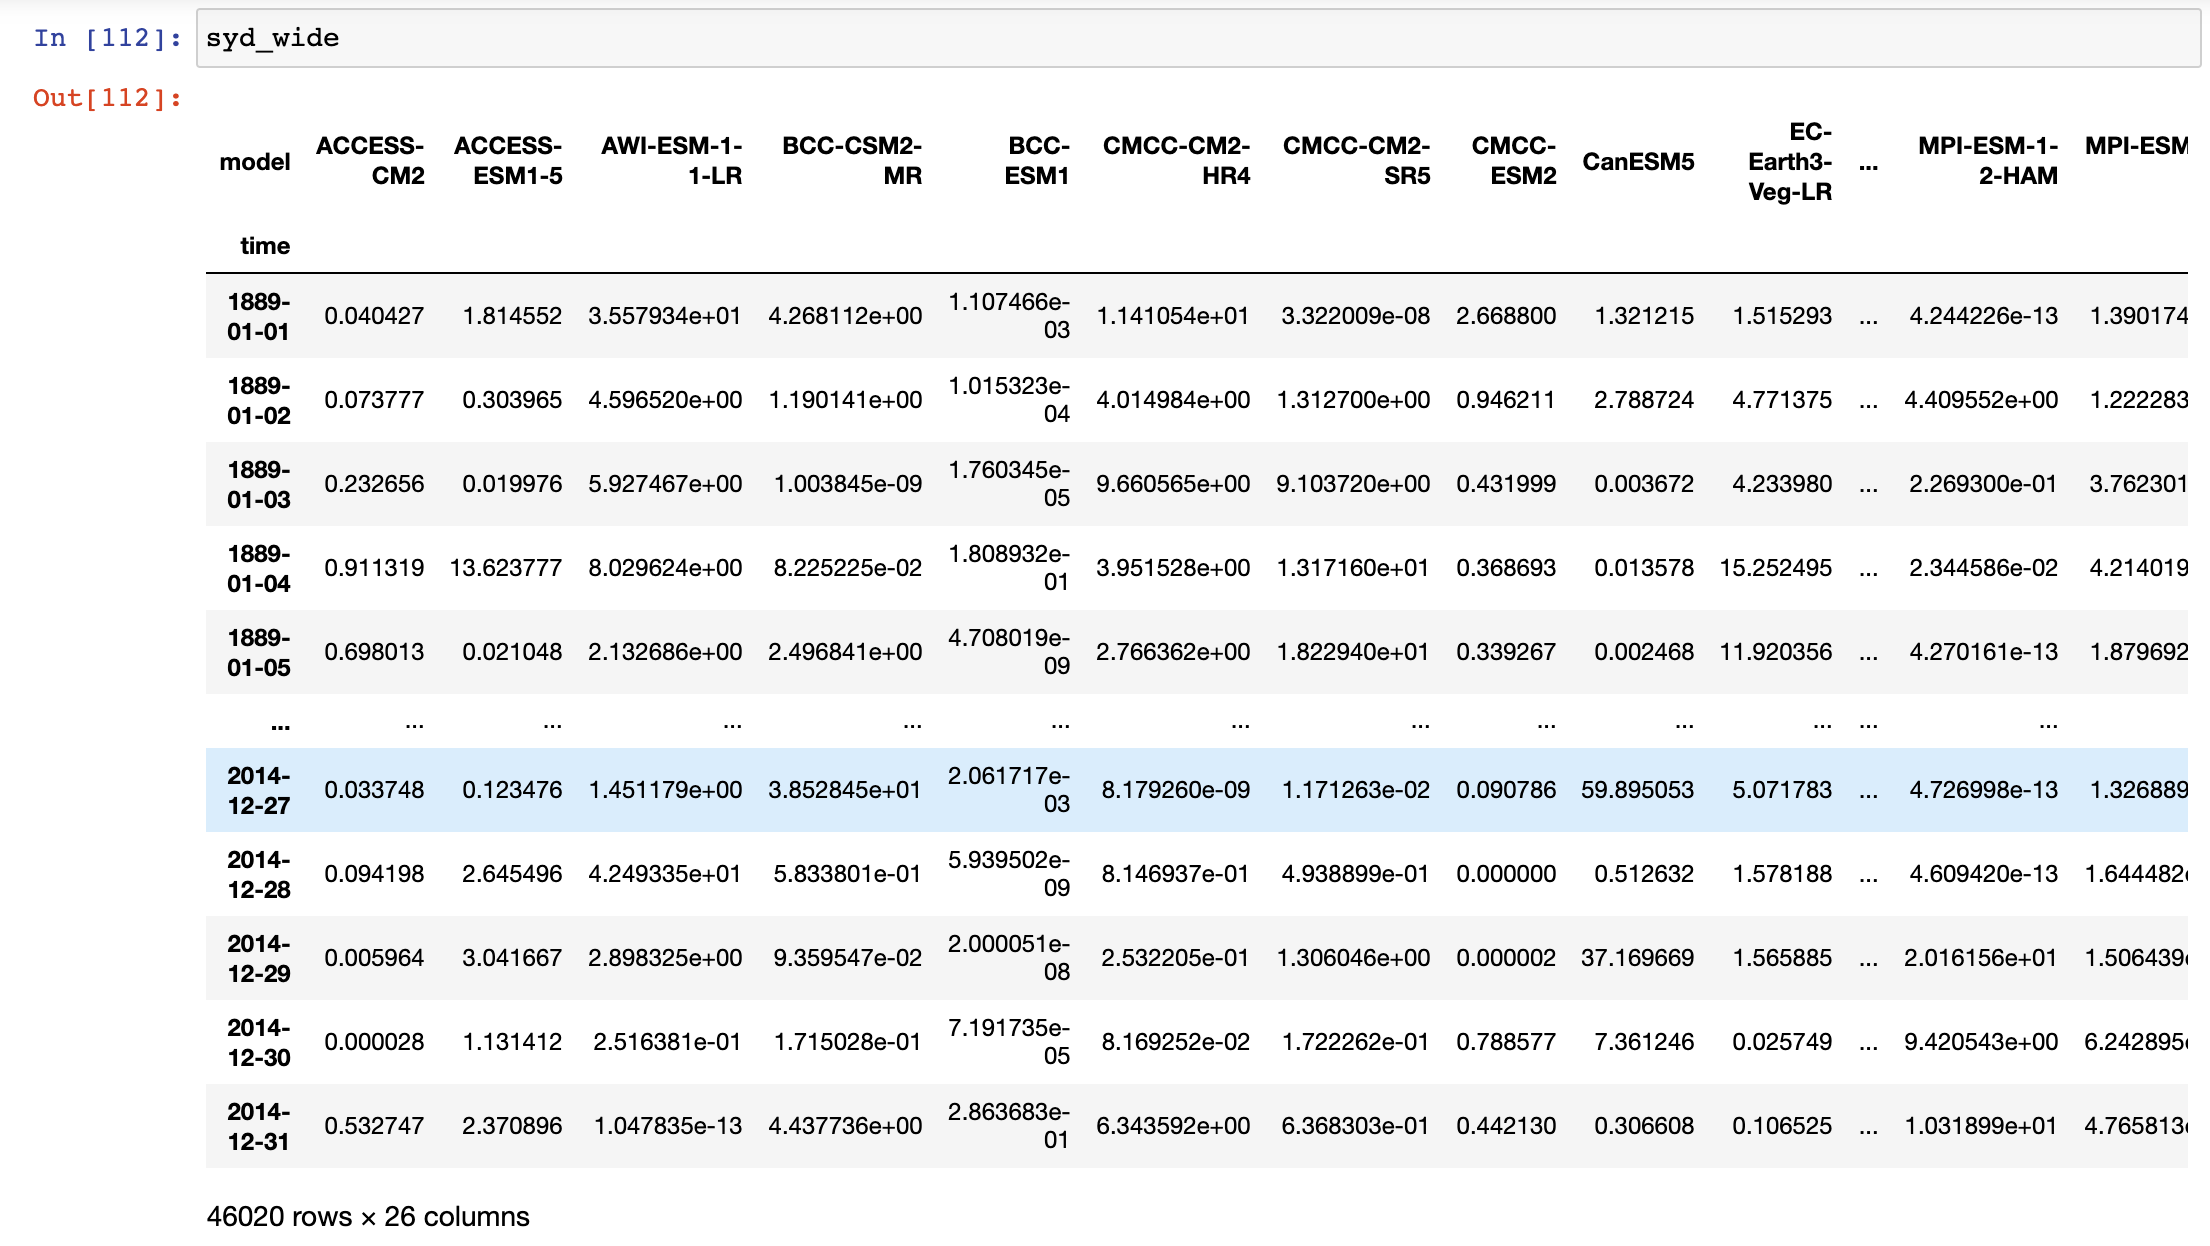 In [112]: syd_wide
Out[112]:
model ACCESS-CM2 ACCESS-ESM1-5 AWI-ESM-1-1-LR BCC-CSM2-MR BCC-ESM1 CMCC-CM2-HR4 CMCC-CM2-SR5 CMCC-ESM2 CanESM5 EC-Earth3-Veg-LR ... MPI-ESM-1-2-HAM MPI-ESM
time
1889-01-01 0.040427 1.814552 3.557934e+01 4.268112e+00 1.107466e-03 1.141054e+01 3.322009e-08 2.668800 1.321215 1.515293 ... 4.244226e-13 1.390174
1889-01-02 0.073777 0.303965 4.596520e+00 1.190141e+00 1.015323e-04 4.014984e+00 1.312700e+00 0.946211 2.788724 4.771375 ... 4.409552e+00 1.222283
1889-01-03 0.232656 0.019976 5.927467e+00 1.003845e-09 1.760345e-05 9.660565e+00 9.103720e+00 0.431999 0.003672 4.233980 ... 2.269300e-01 3.762301
1889-01-04 0.911319 13.623777 8.029624e+00 8.225225e-02 1.808932e-01 3.951528e+00 1.317160e+01 0.368693 0.013578 15.252495 ... 2.344586e-02 4.214019
1889-01-05 0.698013 0.021048 2.132686e+00 2.496841e+00 4.708019e-09 2.766362e+00 1.822940e+01 0.339267 0.002468 11.920356 ... 4.270161e-13 1.879692
... ... ... ... ... ... ... ... ... ... ... ... ...
2014-12-27 0.033748 0.123476 1.451179e+00 3.852845e+01 2.061717e-03 8.179260e-09 1.171263e-02 0.090786 59.895053 5.071783 ... 4.726998e-13 1.326889
2014-12-28 0.094198 2.645496 4.249335e+01 5.833801e-01 5.939502e-09 8.146937e-01 4.938899e-01 0.000000 0.512632 1.578188 ... 4.609420e-13 1.644482
2014-12-29 0.005964 3.041667 2.898325e+00 9.359547e-02 2.000051e-08 2.532205e-01 1.306046e+00 0.000002 37.169669 1.565885 ... 2.016156e+01 1.506439
2014-12-30 0.000028 1.131412 2.516381e-01 1.715028e-01 7.191735e-05 8.169252e-02 1.722262e-01 0.788577 7.361246 0.025749 ... 9.420543e+00 6.242895
2014-12-31 0.532747 2.370896 1.047835e-13 4.437736e+00 2.863683e-01 6.343592e+00 6.368303e-01 0.442130 0.306608 0.106525 ... 1.031899e+01 4.765813
46020 rows × 26 columns